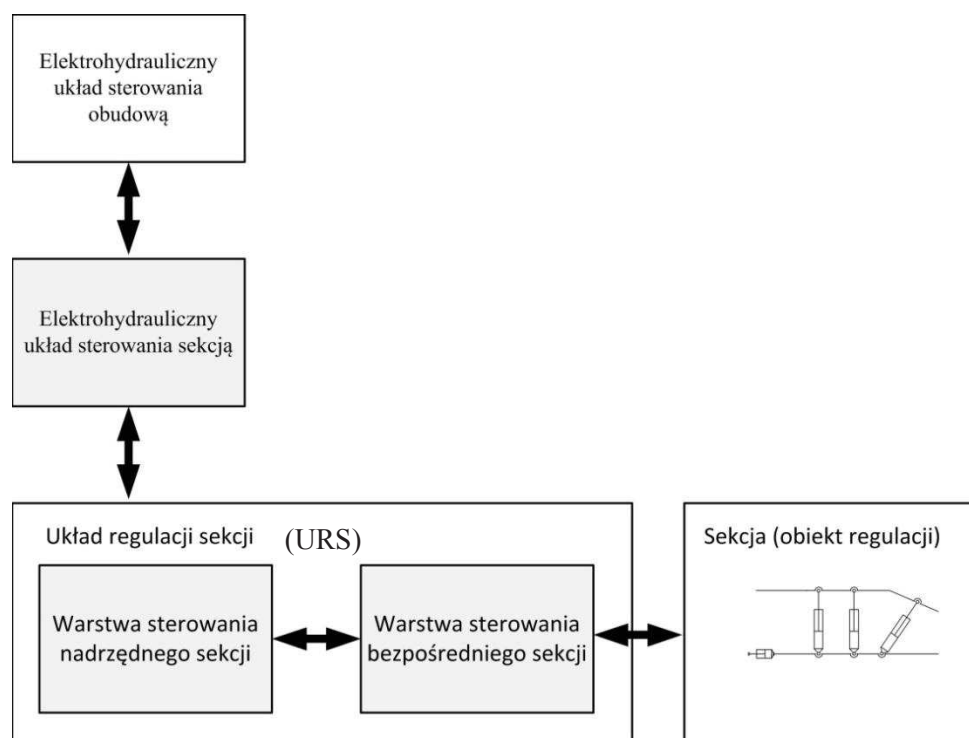 Elektrohydrauliczny
układ sterowania
obudową
Elektrohydrauliczny
układ sterowania sekcją
Układ regulacji sekcji (URS)
Warstwa sterowania
nadrzędnego sekcji
Warstwa sterowania
bezpośredniego sekcji
Sekcja (obiekt regulacji)